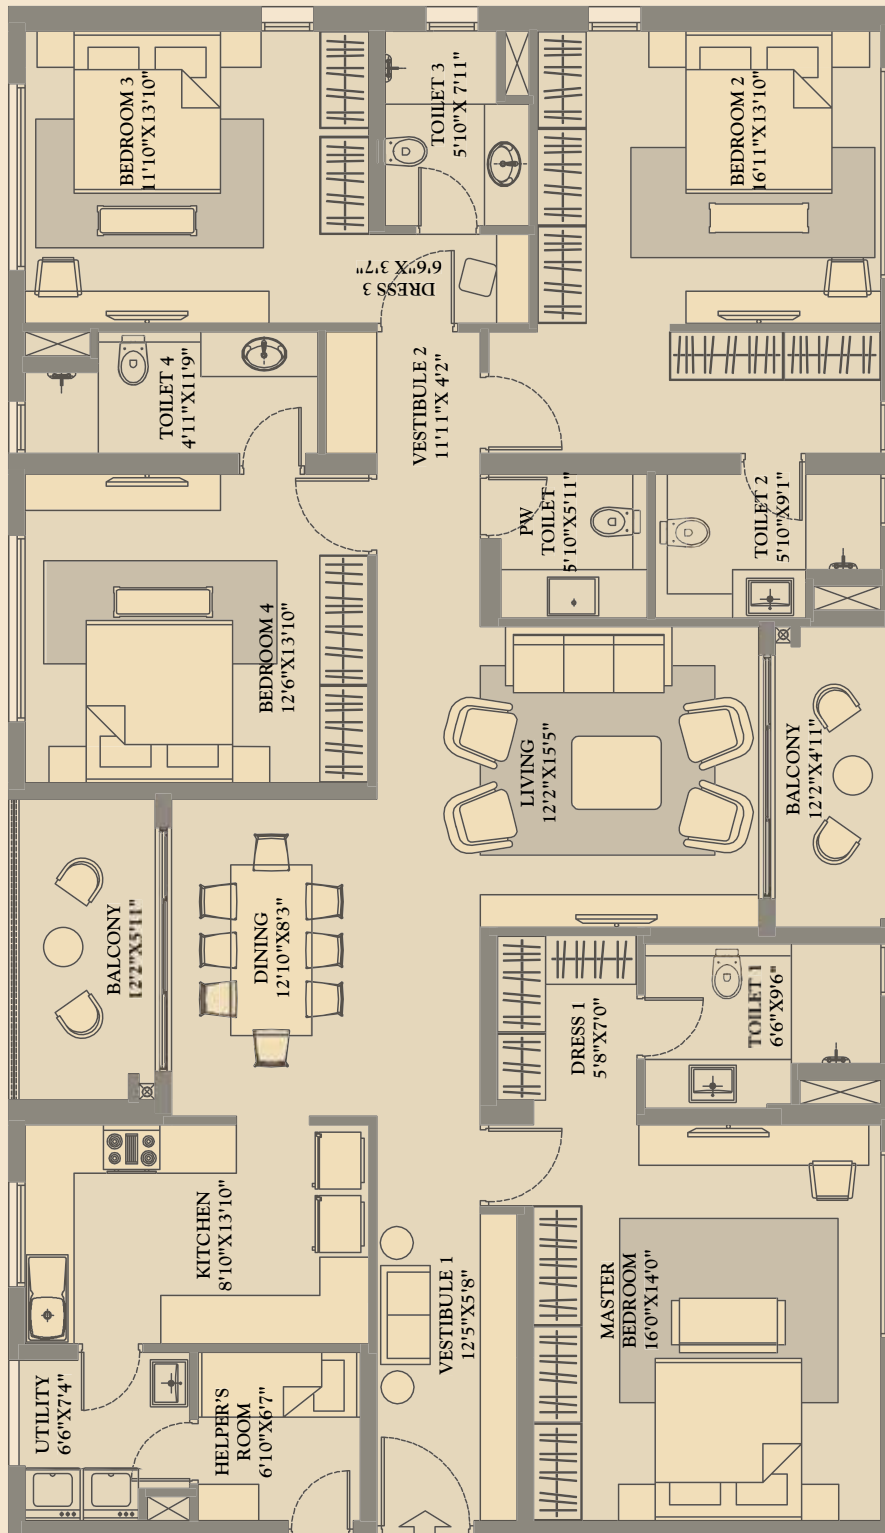 BEDROOM 3
11'10"X13'10"
TOILET 3
5'10"X 7'11"
BEDROOM 2
16'11"X13'10"
DRESS 3
6'6"X 3'7"
TOILET 4
4'11"X11'9"
VESTIBULE 2
11'11"X 4'2"
PW
TOILET
5'10"X5'11"
TOILET 2
5'10"X9'1"
BEDROOM 4
12'6"X13'10"
LIVING
12'2"X15'5"
BALCONY
12'2"X4'11"
BALCONY
12'2"X5'11"
DINING
12'10"X8'3"
DRESS 1
5'8"X7'0"
TOILET 1
6'6"X9'6"
KITCHEN
8'10"X13'10"
VESTIBULE 1
12'5"X5'8"
MASTER
BEDROOM
16'0"X14'0"
UTILITY
6'6"X7'4"
HELPER'S
ROOM
6'10"X6'7"